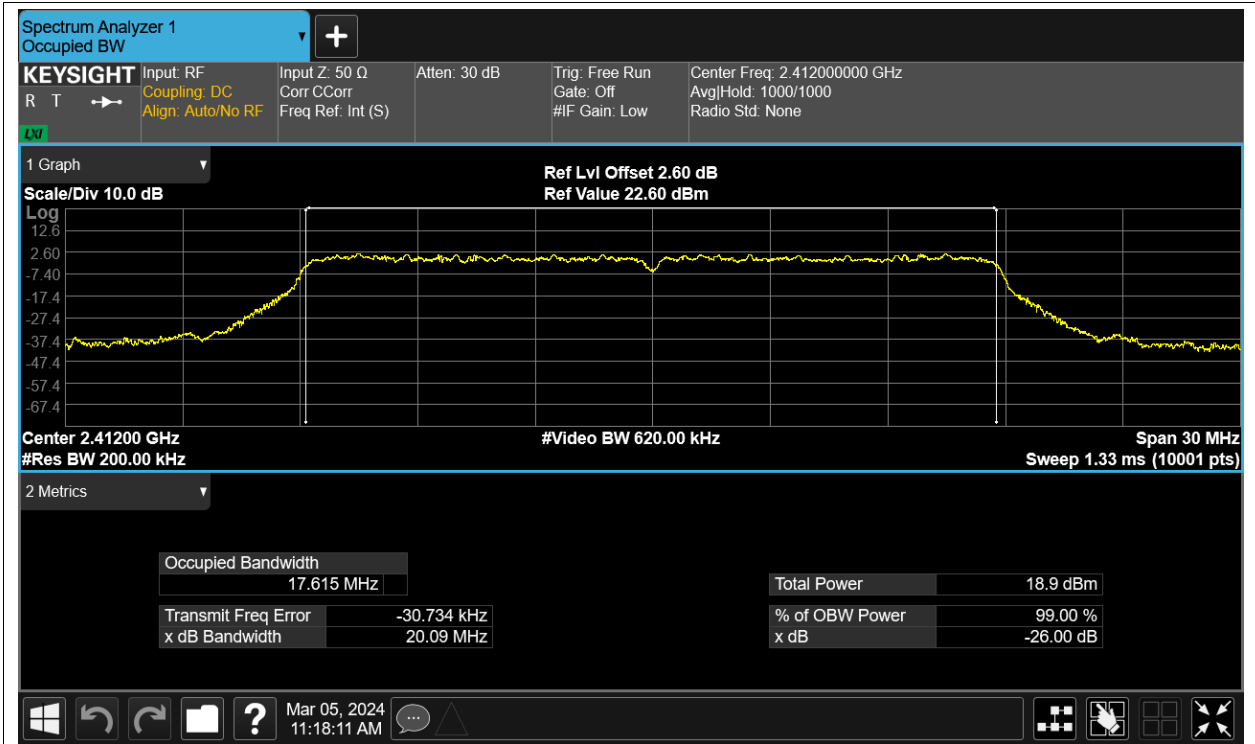 Spectrum Analyzer 1
Occupied BW
KEYSIGHT Input: RF Input Z: 50 Ω Atten: 30 dB Trig: Free Run Center Freq: 2.412000000 GHz
R T Coupling: DC Corr CCorr Gate: Off Avg|Hold: 1000/1000
Align: Auto/No RF Freq Ref: Int (S) #IF Gain: Low Radio Std: None
LXI
1 Graph
Ref Lvl Offset 2.60 dB
Scale/Div 10.0 dB Ref Value 22.60 dBm
Log
12.6
2.60
-7.40
-17.4
-27.4
-37.4
-47.4
-57.4
-67.4
Center 2.41200 GHz #Video BW 620.00 kHz Span 30 MHz
#Res BW 200.00 kHz Sweep 1.33 ms (10001 pts)
2 Metrics
Occupied Bandwidth
17.615 MHz Total Power 18.9 dBm
Transmit Freq Error -30.734 kHz % of OBW Power 99.00 %
x dB Bandwidth 20.09 MHz x dB -26.00 dB
Mar 05, 2024
11:18:11 AM